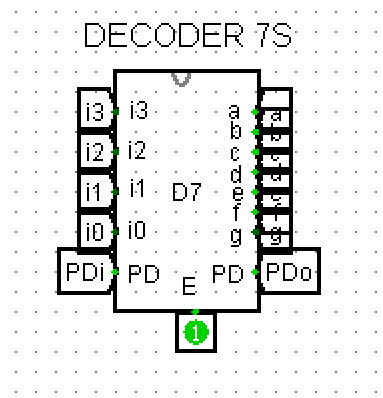 DECODER 7S
i3 i3 a a
b
i2 i2 c
d
i1 i1 D7 e
f
i0 i0 g g
PDi PD E PD PDo
1